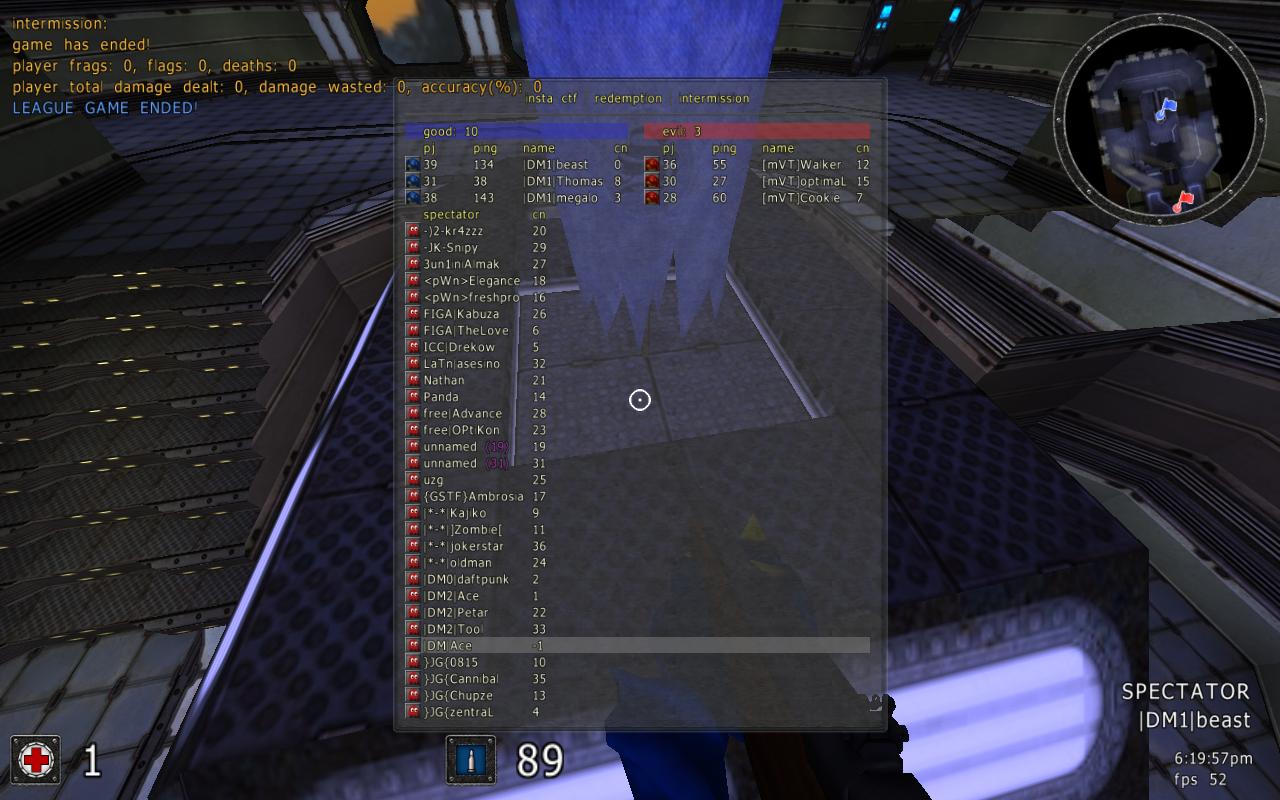 intermission:
game has ended!
player frags: 0, flags: 0, deaths: 0
player total damage dealt: 0, damage wasted: 0, accuracy(%): 0
LEAGUE GAME ENDED!
insta ctf redemption intermission
good: 10 evil: 3
pj ping name cn pj ping name cn
39 134 |DM1|beast 0 36 55 [mVT]Walker 12
31 38 |DM1|Thomas 8 30 27 [mVT]optimaL 15
38 143 |DM1|megalo 3 28 60 [mVT]Cookie 7
spectator cn
-)2-kr4zzz 20
-JK-Snipy 29
3un1niAlmak 27
<pWn>Elegance 18
<pWn>freshpro 16
FIGA|Kabuza 26
FIGA|TheLove 6
ICC|Drekow 5
LaTn|asesino 32
Nathan 21
Panda 14
free|Advance 28
free|OPtiKon 23
unnamed (19) 19
unnamed (31) 31
uzg 25
{GSTF}Ambrosia 17
|*-*|Kajiko 9
|*-*|]Zombie[ 11
|*-*|jokerstar 36
|*-*|oldman 24
|DM0|daftpunk 2
|DM2|Ace 1
|DM2|Petar 22
|DM2|Tool 33
|DM|Ace -1
}JG{0815 10
}JG{Cannibal 35
}JG{Chupze 13
}JG{zentraL 4
SPECTATOR
|DM1|beast
6:19:57pm
fps 52
1
89